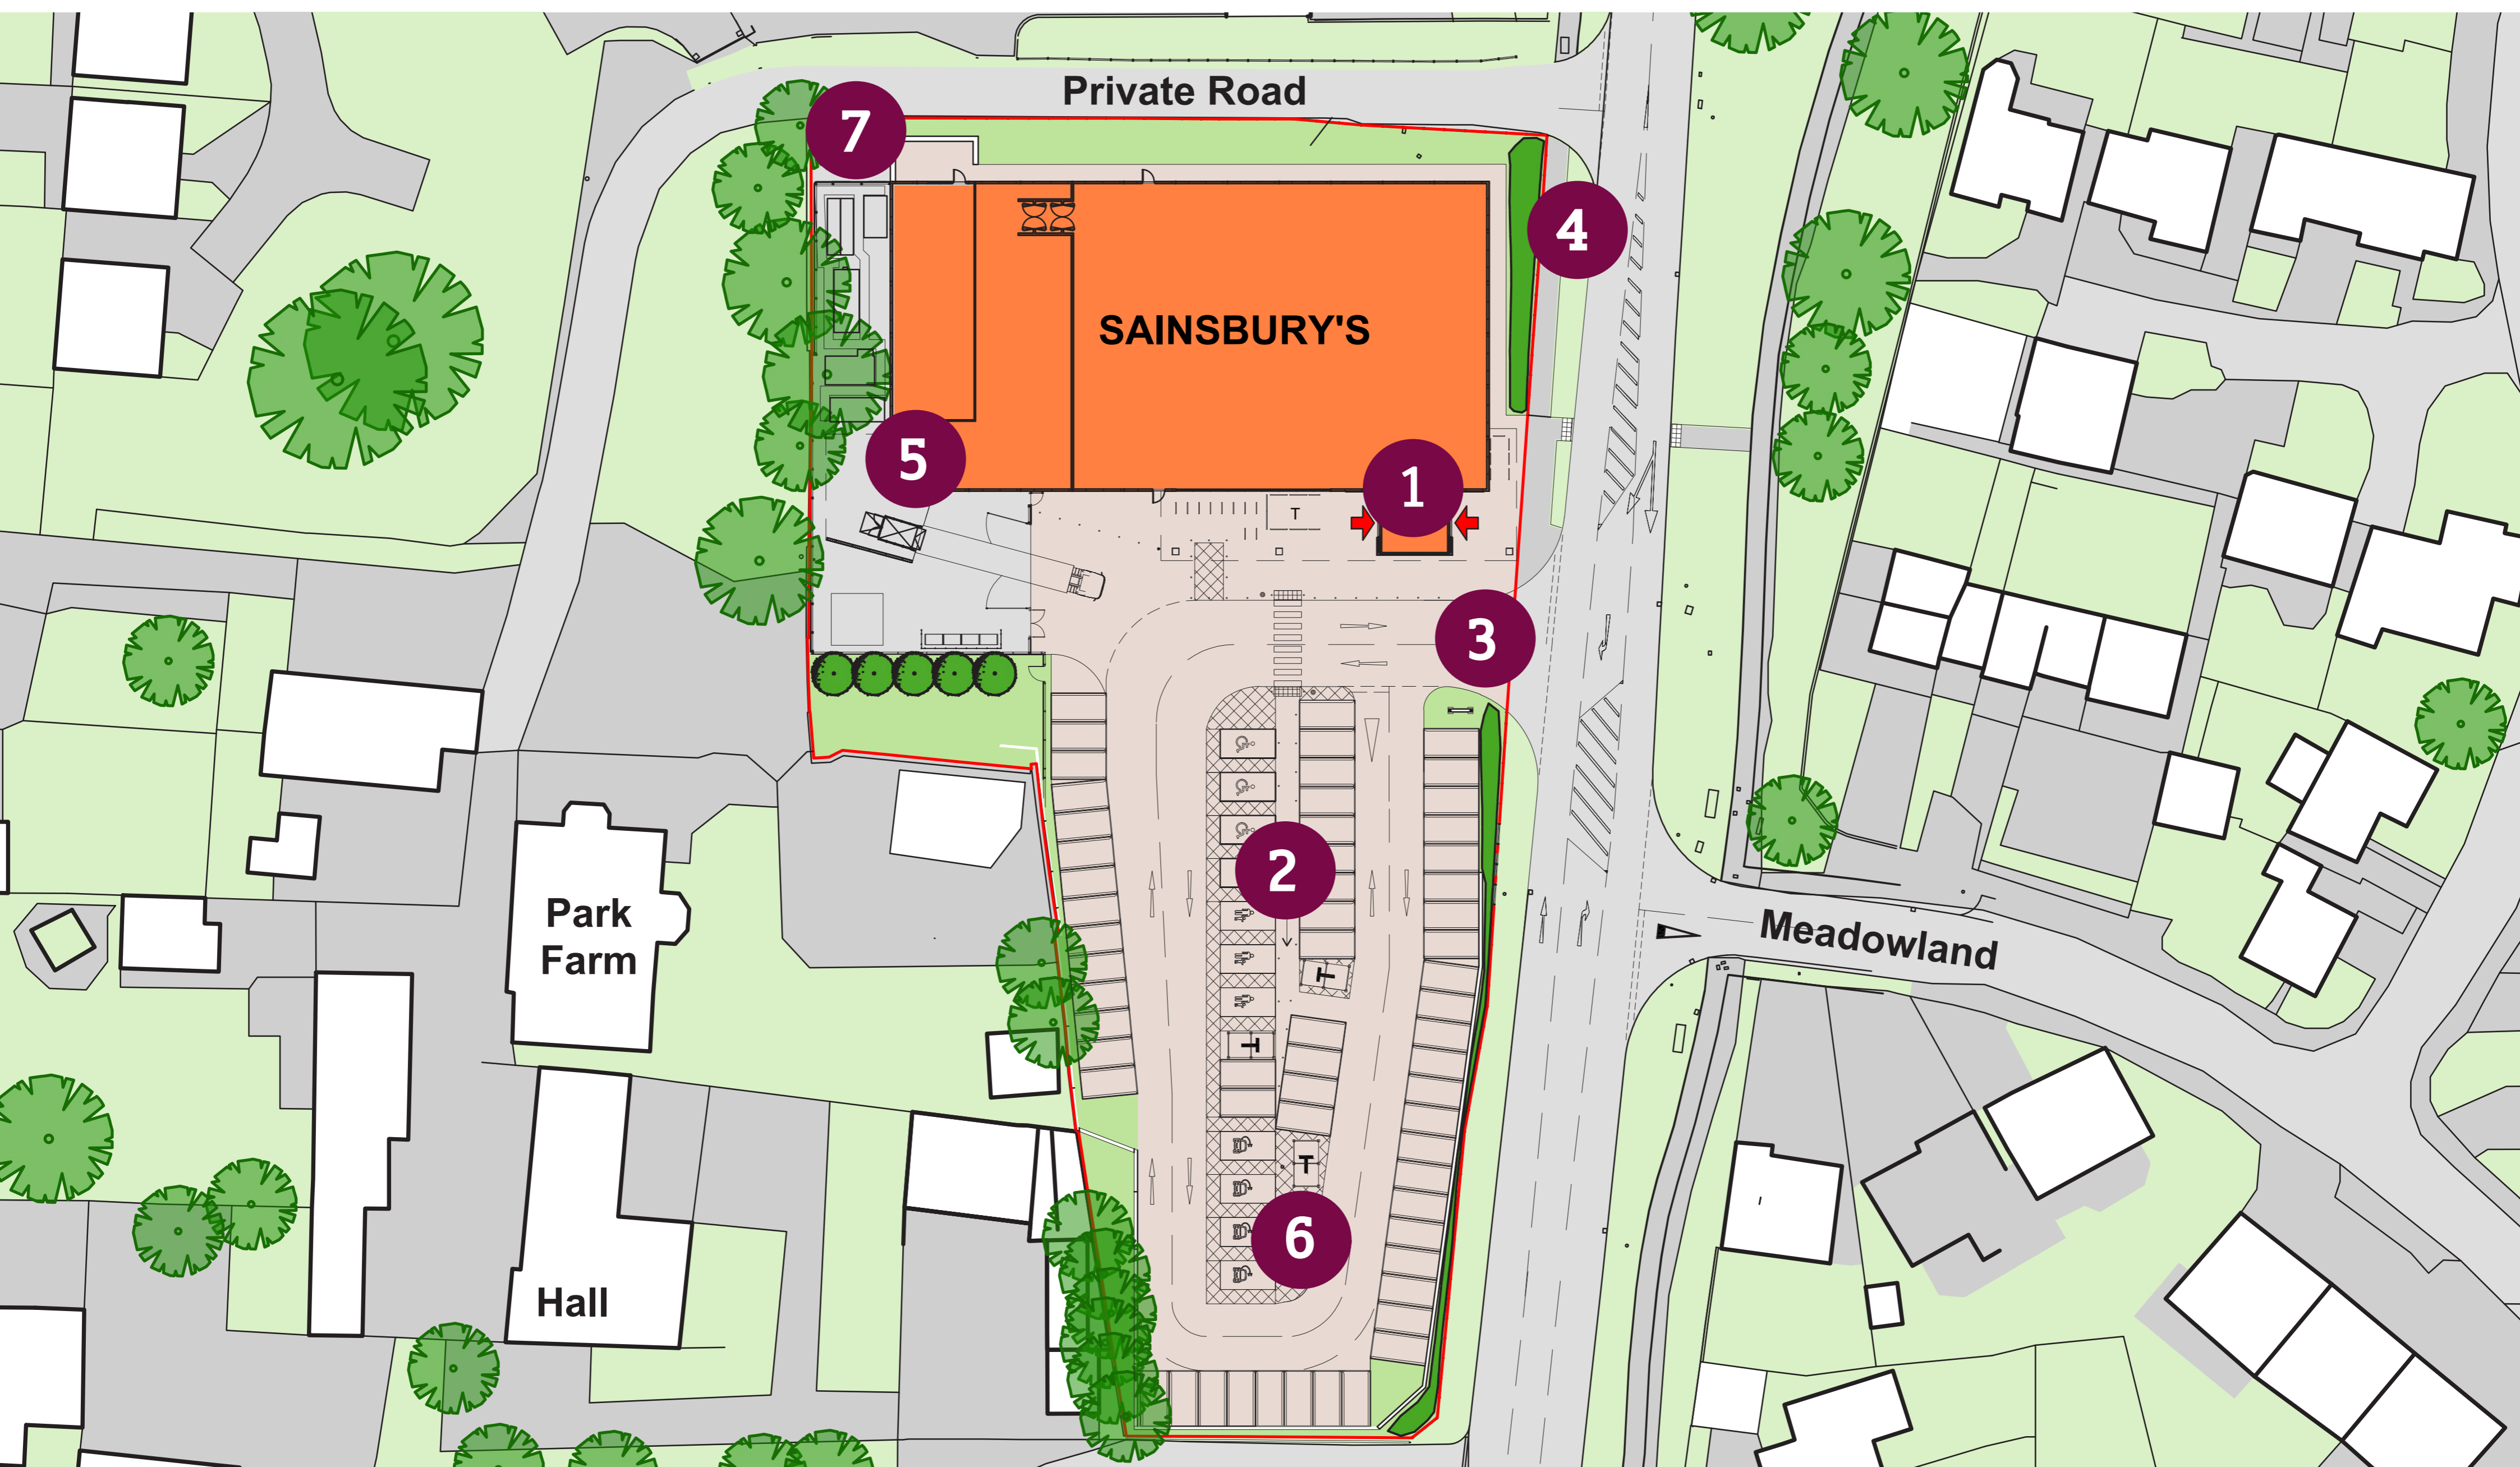 Private Road
7
4
SAINSBURY'S
5
1
T
3
2
Park
Farm
Meadowland
T
T
T
6
Hall